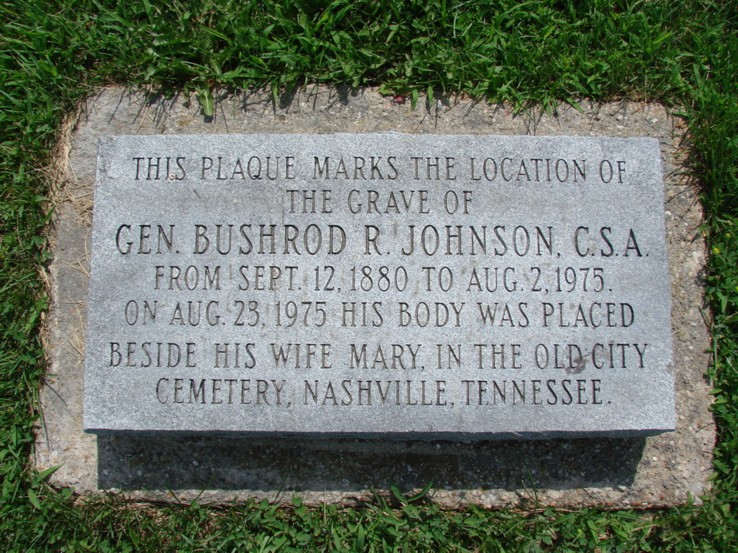 THIS PLAQUE MARKS THE LOCATION OF
THE GRAVE OF
GEN. BUSHROD R. JOHNSON, C.S.A.
FROM SEPT. 12, 1880 TO AUG. 2, 1975.
ON AUG. 23, 1975 HIS BODY WAS PLACED
BESIDE HIS WIFE MARY, IN THE OLD CITY
CEMETERY, NASHVILLE, TENNESSEE.